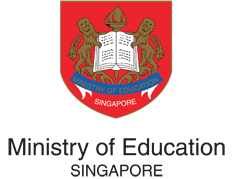 MINISTRY OF EDUCATION
SINGAPORE
Ministry of Education
SINGAPORE